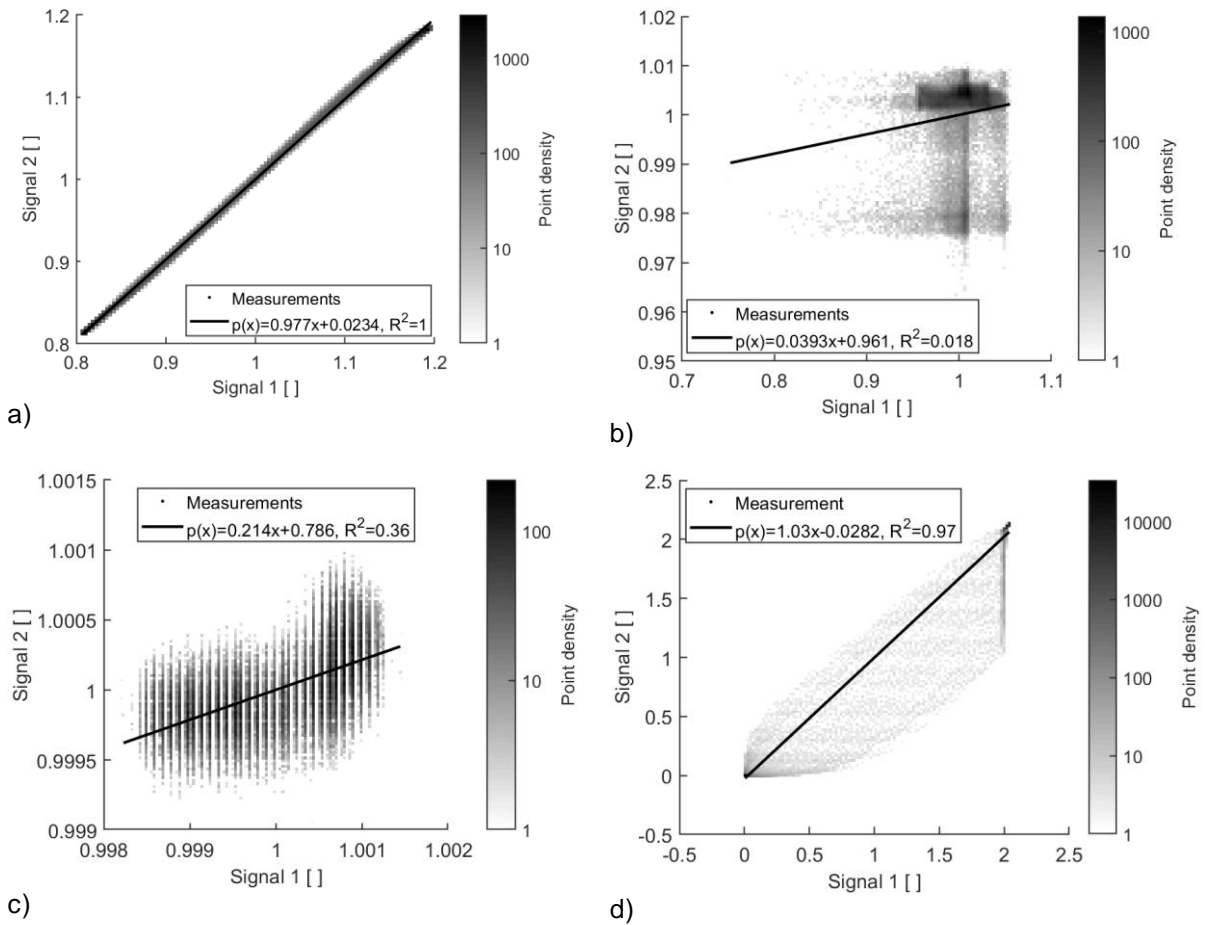 1.2
1.1
1
0.9
0.8
Signal 2 [ ]
0.8 0.9 1 1.1 1.2
Signal 1 [ ]
Measurements
p(x)=0.977x+0.0234, R²=1
1000
100
10
1
Point density
a)
1.02
1.01
1
0.99
0.98
0.97
0.96
0.95
Signal 2 [ ]
0.7 0.8 0.9 1 1.1
Signal 1 [ ]
Measurements
p(x)=0.0393x+0.961, R²=0.018
1000
100
10
1
Point density
b)
1.0015
1.001
1.0005
1
0.9995
0.999
Signal 2 [ ]
0.998 0.999 1 1.001 1.002
Signal 1 [ ]
Measurements
p(x)=0.214x+0.786, R²=0.36
100
10
1
Point density
c)
2.5
2
1.5
1
0.5
0
-0.5
Signal 2 [ ]
-0.5 0 0.5 1 1.5 2 2.5
Signal 1 [ ]
Measurement
p(x)=1.03x-0.0282, R²=0.97
10000
1000
100
10
1
Point density
d)